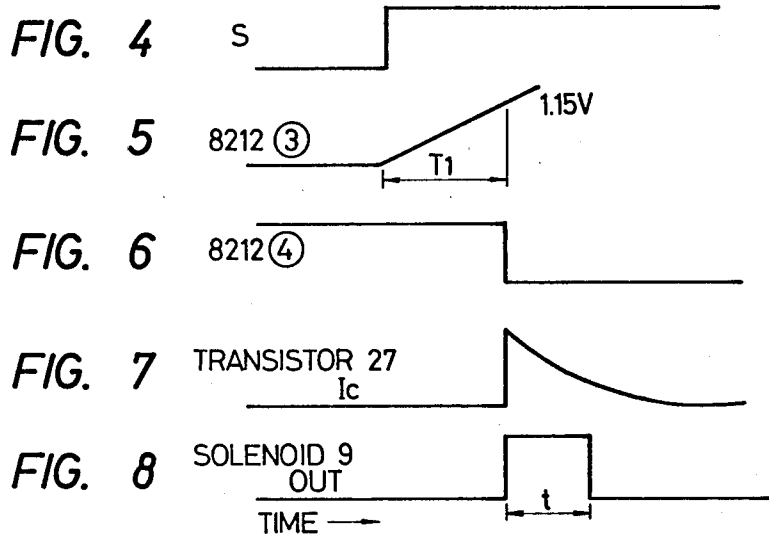 FIG. 4 S
FIG. 5 8212 ③ 1.15V
T1
FIG. 6 8212 ④
FIG. 7 TRANSISTOR 27
Ic
FIG. 8 SOLENOID 9
OUT
t
TIME →